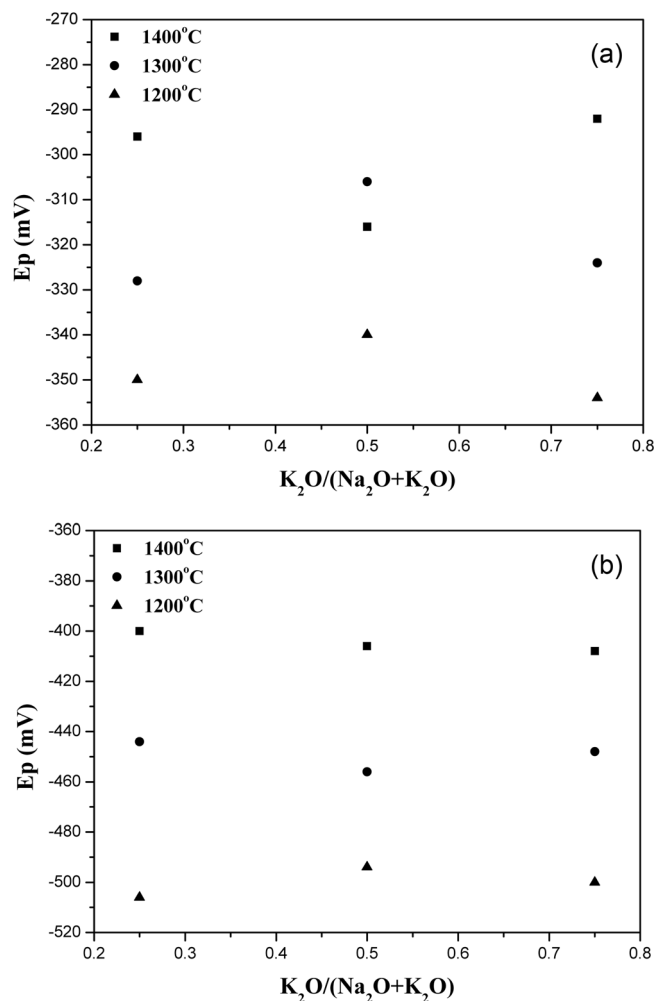 -270
-280
-290
-300
-310
-320
-330
-340
-350
-360
Ep (mV)
1400°C
1300°C
1200°C
(a)
0.2 0.3 0.4 0.5 0.6 0.7 0.8
K₂O/(Na₂O+K₂O)
-360
-380
-400
-420
-440
-460
-480
-500
-520
Ep (mV)
1400°C
1300°C
1200°C
(b)
0.2 0.3 0.4 0.5 0.6 0.7 0.8
K₂O/(Na₂O+K₂O)